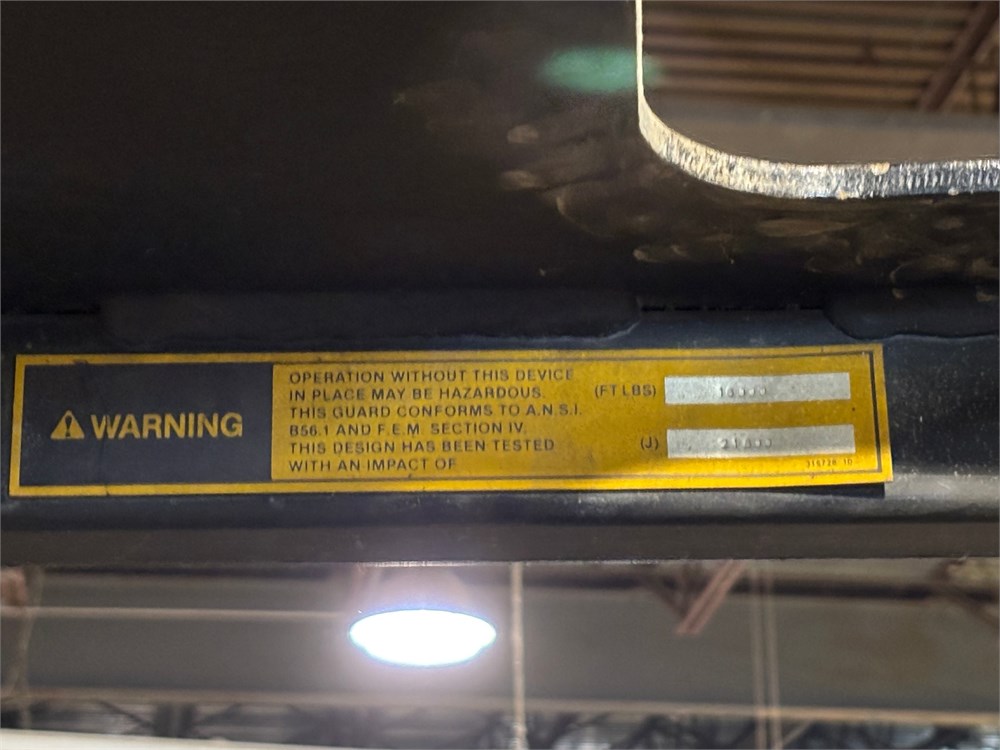 WARNING
OPERATION WITHOUT THIS DEVICE
IN PLACE MAY BE HAZARDOUS.
THIS GUARD CONFORMS TO A.N.S.I.
B56.1 AND F.E.M. SECTION IV.
THIS DESIGN HAS BEEN TESTED
WITH AN IMPACT OF
(FT LBS)
(J)